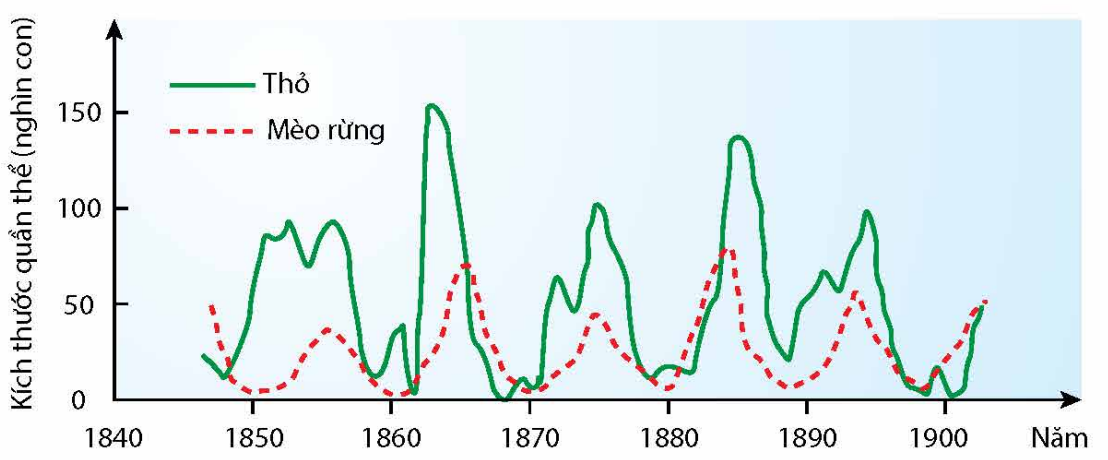 Kích thước quần thể (nghìn con)
Thỏ
Mèo rừng
150
100
50
0
1840 1850 1860 1870 1880 1890 1900 Năm